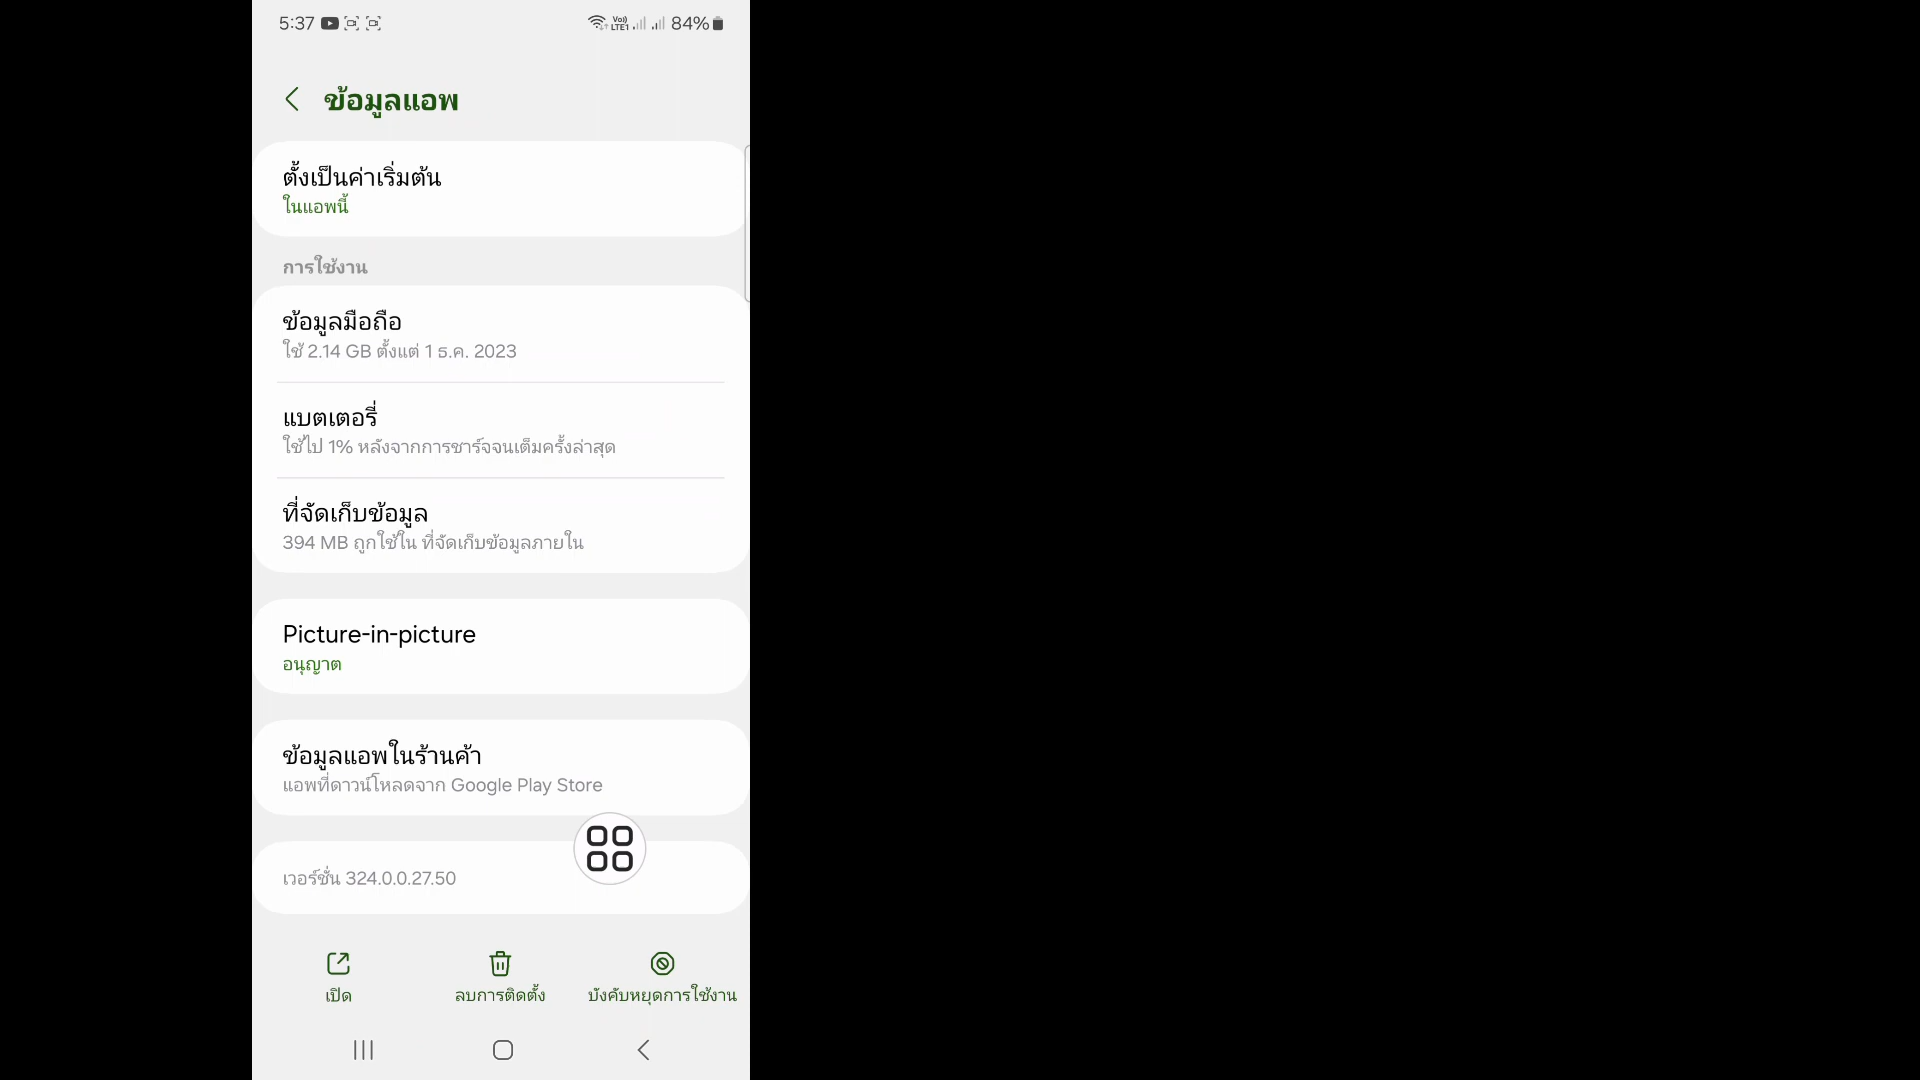 5:37
Vo))
LTE1
84%
ข้อมูลแอพ
ตั้งเป็นค่าเริ่มต้น
ในแอพนี้
การใช้งาน
ข้อมูลมือถือ
ใช้ 2.14 GB ตั้งแต่ 1 ธ.ค. 2023
แบตเตอรี่
ใช้ไป 1% หลังจากการชาร์จจนเต็มครั้งล่าสุด
ที่จัดเก็บข้อมูล
394 MB ถูกใช้ใน ที่จัดเก็บข้อมูลภายใน
Picture-in-picture
อนุญาต
ข้อมูลแอพในร้านค้า
แอพที่ดาวน์โหลดจาก Google Play Store
เวอร์ชั่น 324.0.0.27.50
เปิด
ลบการติดตั้ง
บังคับหยุดการใช้งาน